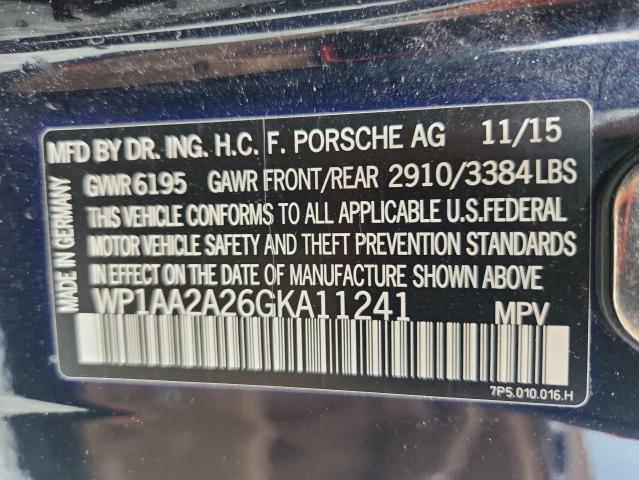 MFD BY DR. ING. H.C. F. PORSCHE AG 11/15
GVWR 6195 GAWR FRONT/REAR 2910/3384 LBS
THIS VEHICLE CONFORMS TO ALL APPLICABLE U.S. FEDERAL
MOTOR VEHICLE SAFETY AND THEFT PREVENTION STANDARDS
IN EFFECT ON DATE OF MANUFACTURE SHOWN ABOVE
WP1AA2A26GKA11241 MPV
7P5.010.016.H
MADE IN GERMANY